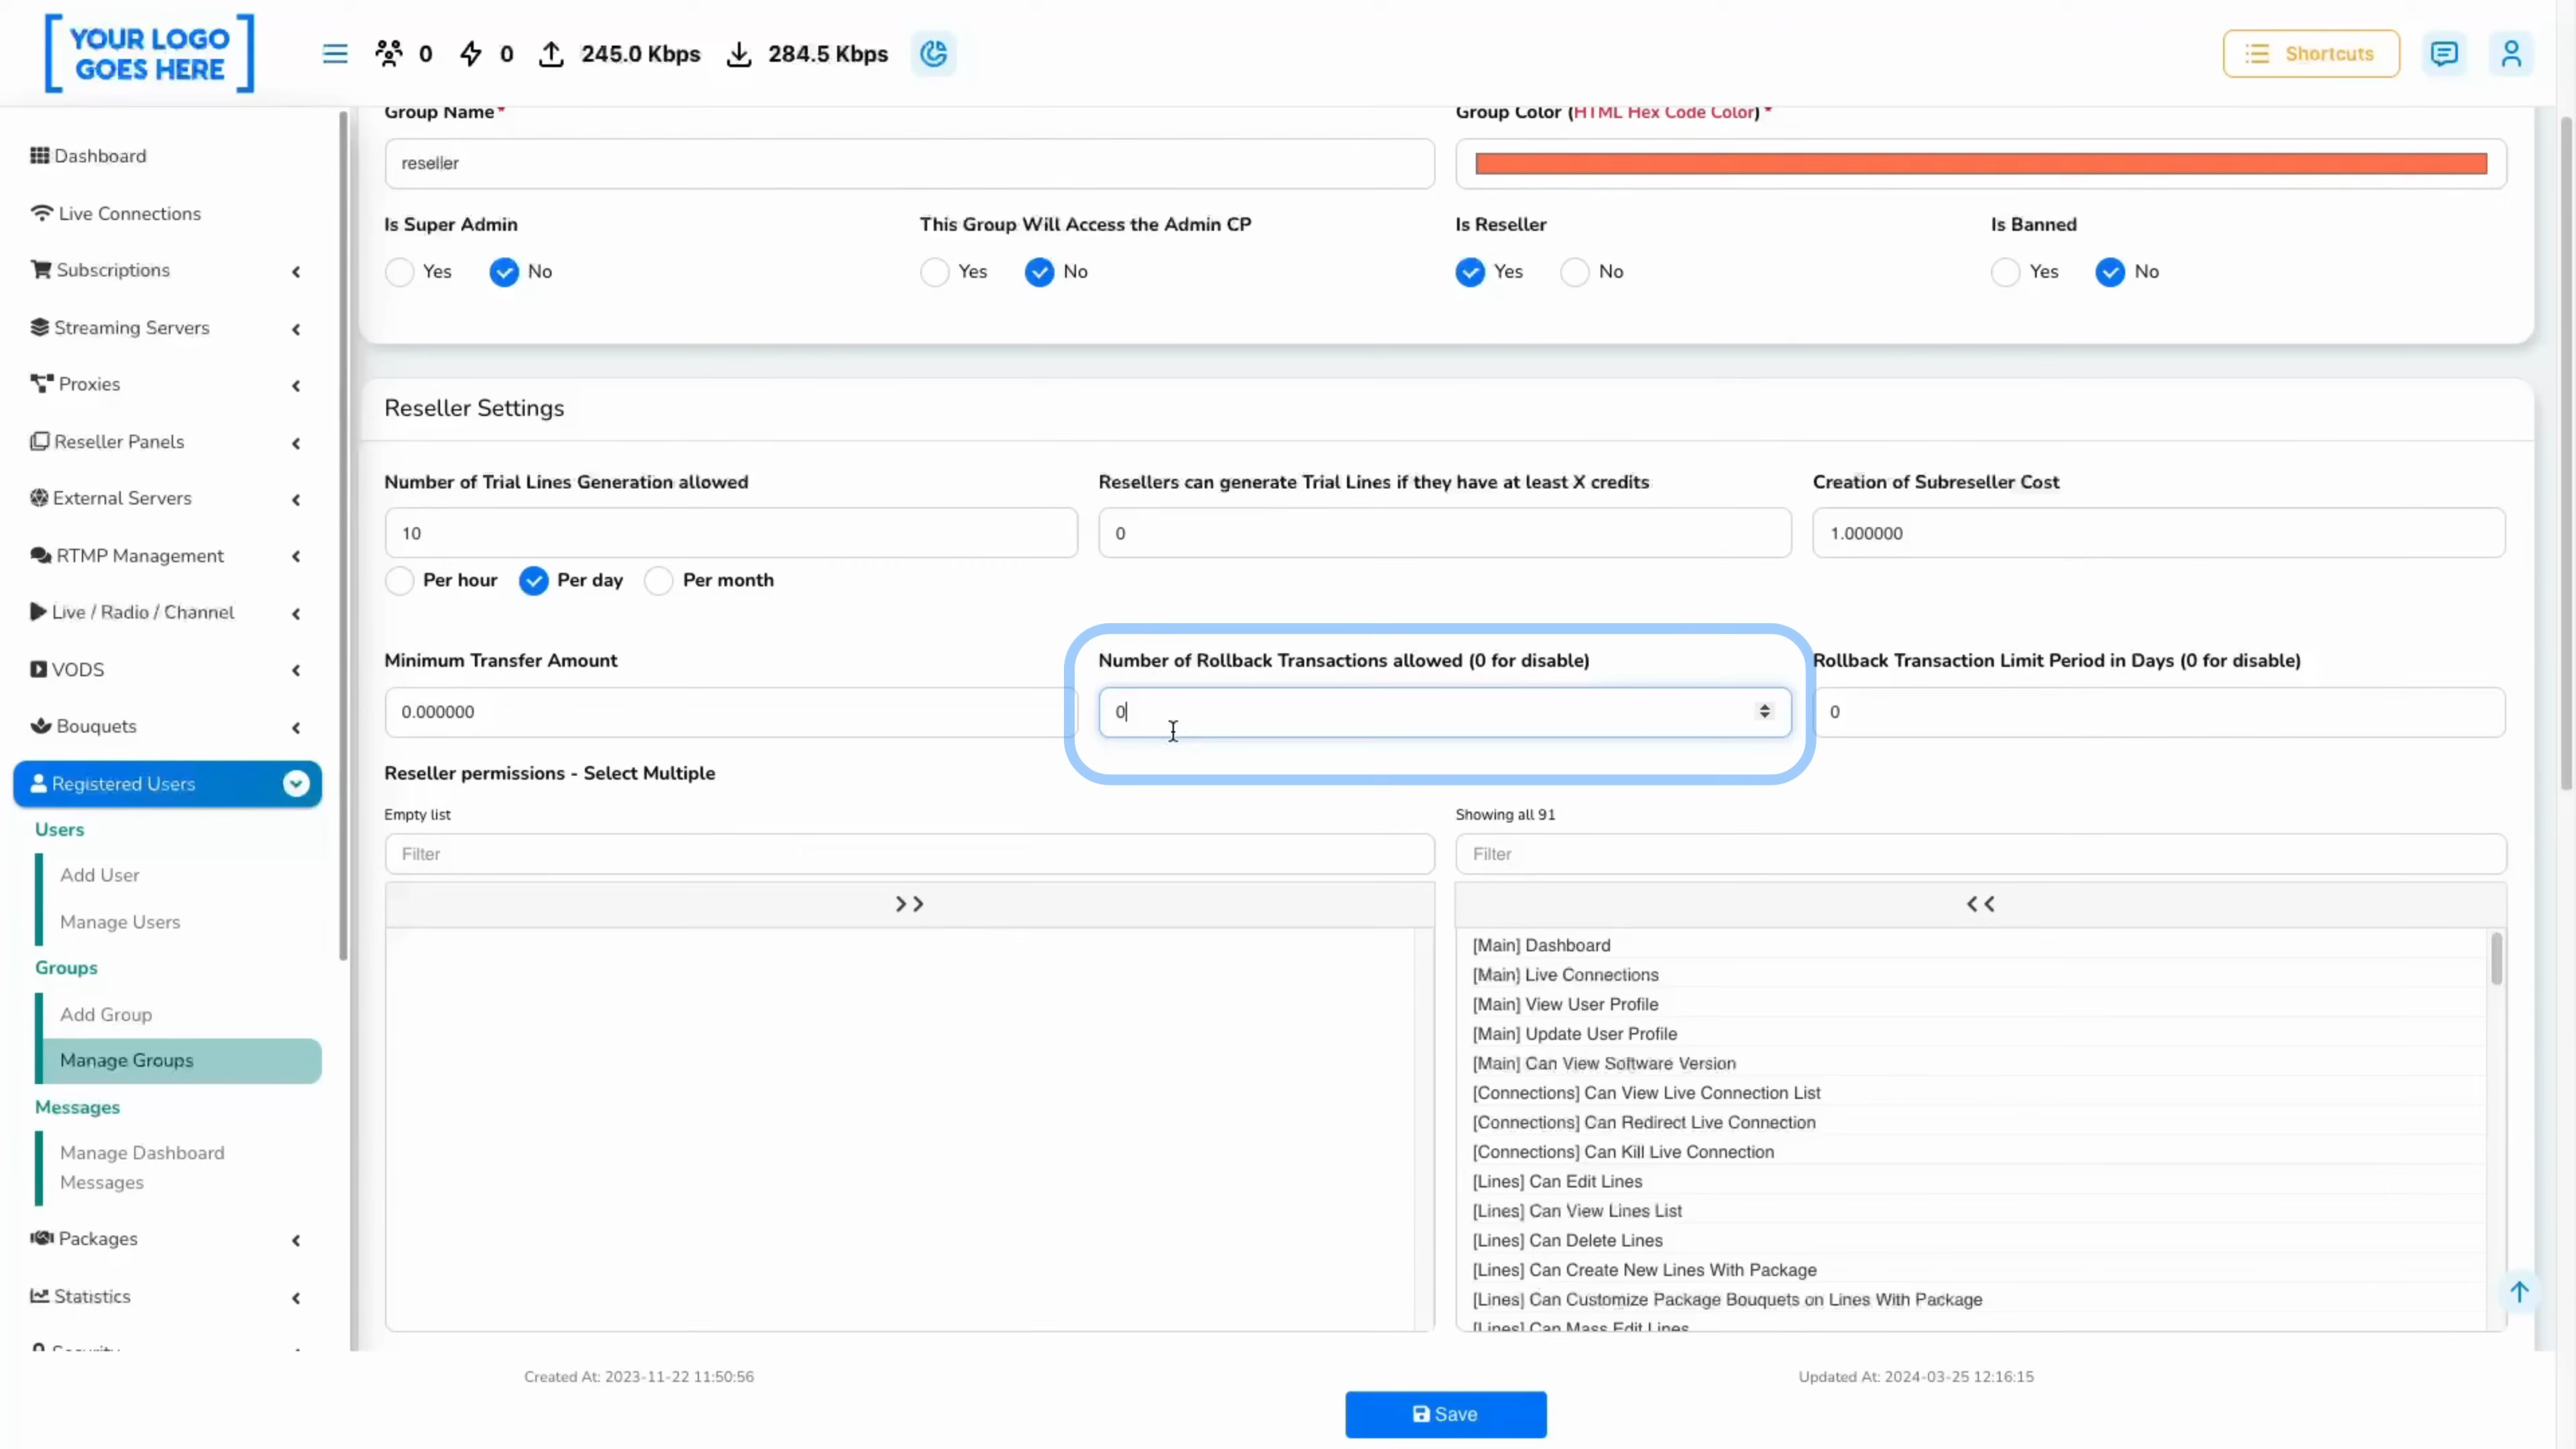 YOUR LOGO
GOES HERE
0
0
245.0 Kbps
284.5 Kbps
Shortcuts
Dashboard
Live Connections
Subscriptions
Streaming Servers
Proxies
Reseller Panels
External Servers
RTMP Management
Live / Radio / Channel
VODS
Bouquets
Registered Users
Users
Add User
Manage Users
Groups
Add Group
Manage Groups
Messages
Manage Dashboard
Messages
Packages
Statistics
Security
Group Name*
Group Color (HTML Hex Code Color) *
reseller
Is Super Admin
This Group Will Access the Admin CP
Is Reseller
Is Banned
Yes No
Yes No
Yes No
Yes No
Reseller Settings
Number of Trial Lines Generation allowed
Resellers can generate Trial Lines if they have at least X credits
Creation of Subreseller Cost
10
0
1.000000
Per hour Per day Per month
Minimum Transfer Amount
Number of Rollback Transactions allowed (0 for disable)
Rollback Transaction Limit Period in Days (0 for disable)
0.000000
0
0
Reseller permissions - Select Multiple
Empty list
Showing all 91
Filter
Filter
>>
<<
[Main] Dashboard
[Main] Live Connections
[Main] View User Profile
[Main] Update User Profile
[Main] Can View Software Version
[Connections] Can View Live Connection List
[Connections] Can Redirect Live Connection
[Connections] Can Kill Live Connection
[Lines] Can Edit Lines
[Lines] Can View Lines List
[Lines] Can Delete Lines
[Lines] Can Create New Lines With Package
[Lines] Can Customize Package Bouquets on Lines With Package
[Lines] Can Mass Edit Lines
Created At: 2023-11-22 11:50:56
Updated At: 2024-03-25 12:16:15
Save